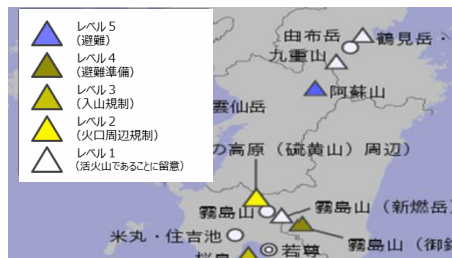 レベル5
(避難)
レベル4
(避難準備)
レベル3
(入山規制)
レベル2
(火口周辺規制)
レベル1
(活火山であることに留意)
由布岳
鶴見岳・
九重山
阿蘇山
雲仙岳
の高原（硫黄山）周辺）
霧島山
霧島山（新燃岳）
霧島山（御鉢
米丸・住吉池
若尊
桜島